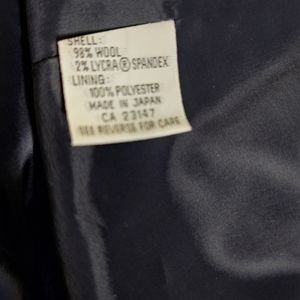 SHELL:
98% WOOL
2% LYCRA® SPANDEX
LINING:
100% POLYESTER
MADE IN JAPAN
CA 23147
SEE REVERSE FOR CARE